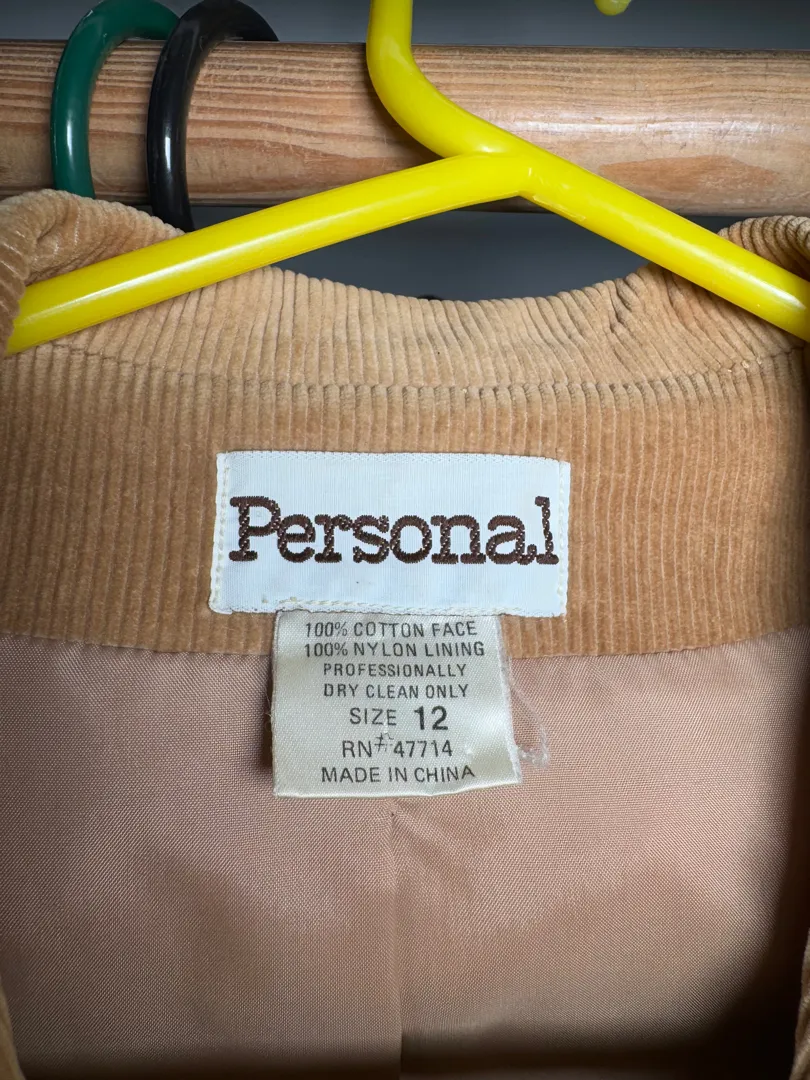 Personal
100% COTTON FACE
100% NYLON LINING
PROFESSIONALLY
DRY CLEAN ONLY
SIZE 12
RN# 47714
MADE IN CHINA